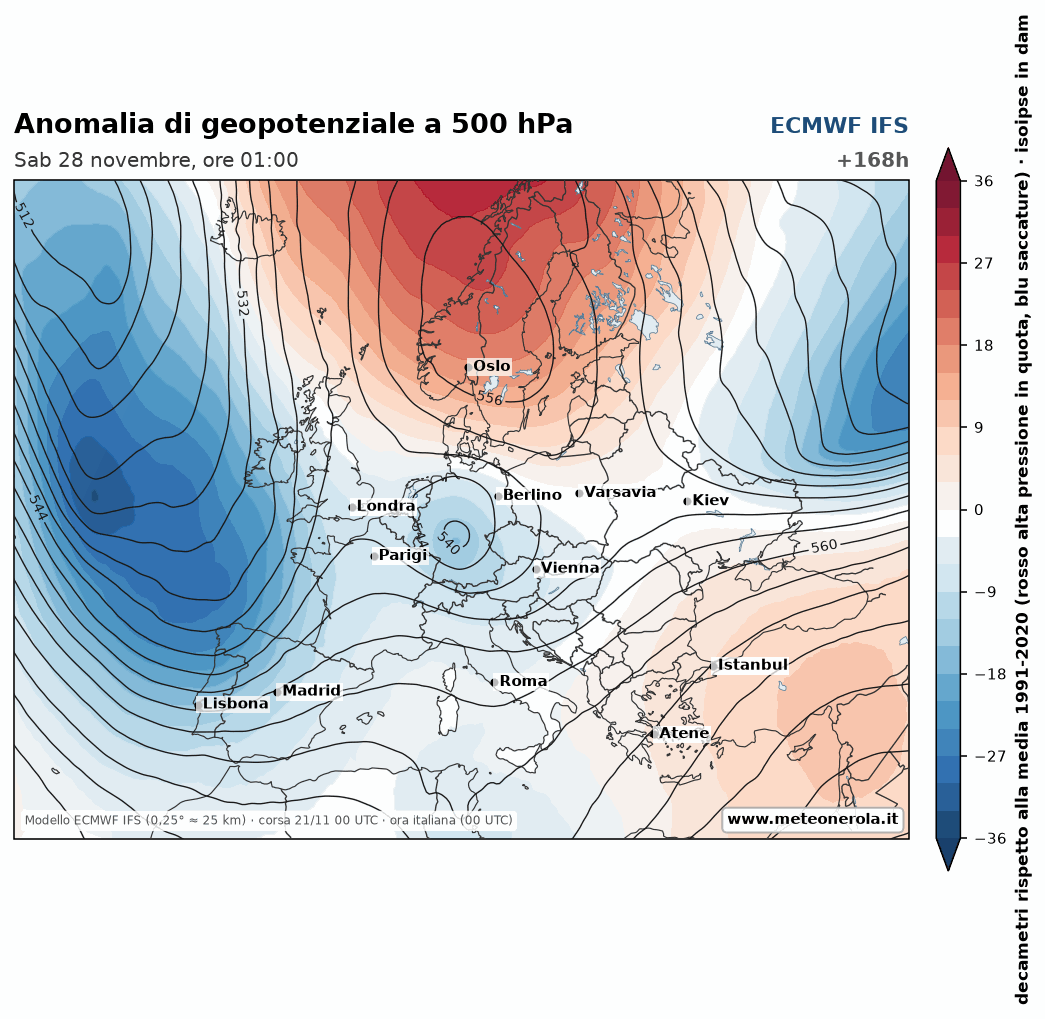 Anomalia di geopotenziale a 500 hPa
ECMWF IFS
Sab 28 novembre, ore 01:00
+168h
512
532
544
556
540
560
Oslo
Berlino
Varsavia
Kiev
Londra
Parigi
Vienna
Istanbul
Roma
Madrid
Lisbona
Atene
Modello ECMWF IFS (0,25° ≈ 25 km) · corsa 21/11 00 UTC · ora italiana (00 UTC)
www.meteonerola.it
36
27
18
9
0
−9
−18
−27
−36
decametri rispetto alla media 1991-2020 (rosso alta pressione in quota, blu saccature) · isoipse in dam